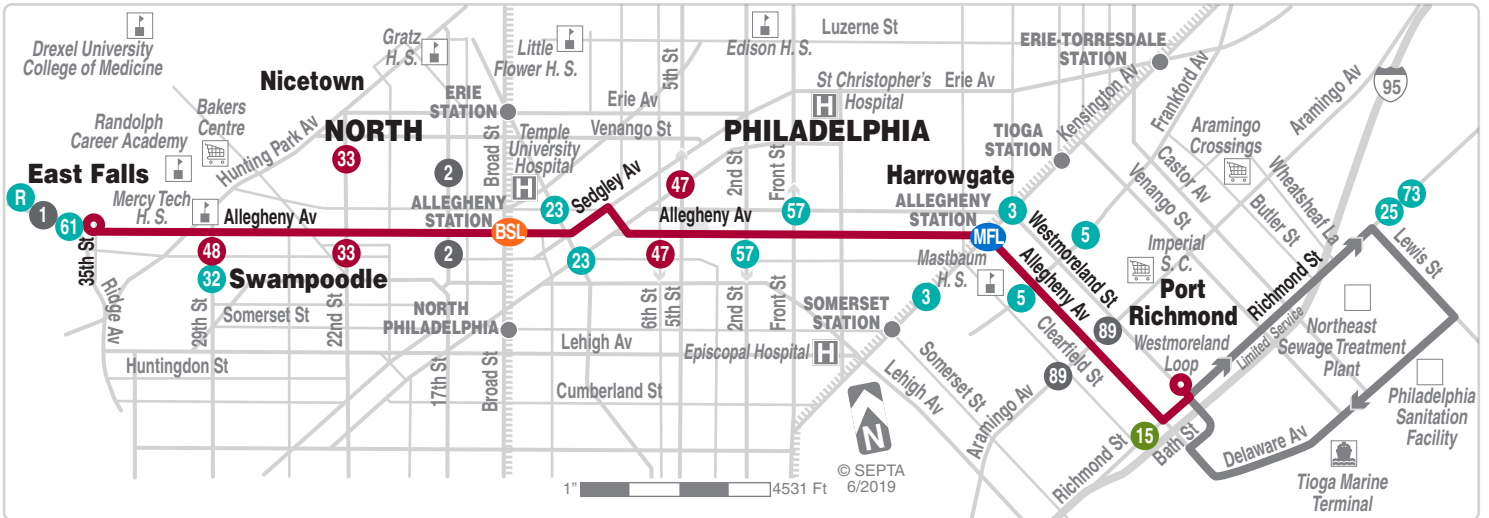 Drexel University
College of Medicine
Nicetown
Gratz
H. S.
Little
Flower H. S.
5th St
Edison H. S.
Luzerne St
ERIE-TORRESDALE
STATION
Kensington Av
Frankford Av
Aramingo Av
95
Randolph
Career Academy
Bakers
Centre
Hunting Park Av
NORTH
33
ERIE
STATION
Broad St
2
Erie Av
Venango St
Temple
University
Hospital
H
St Christopher's
Hospital
H
Erie Av
PHILADELPHIA
TIOGA
STATION
Aramingo
Crossings
Castor Av
Venango St
Butler St
Wheatsheaf La
East Falls
R
1
61
Mercy Tech
H. S.
Allegheny Av
ALLEGHENY
STATION
BSL
23
Sedgley Av
47
Allegheny Av
2nd St
Front St
57
Harrowgate
ALLEGHENY
STATION
MFL
3
Westmoreland St
5
25
73
Lewis St
35th St
48
32
Swampoodle
33
2
23
47
57
Mastbaum
H. S.
3
5
Allegheny Av
Imperial
S. C.
Port
Richmond
89
Westmoreland
Loop
Richmond St
Limited Service
Northeast
Sewage Treatment
Plant
Ridge Av
29th St
Somerset St
22nd St
NORTH
PHILADELPHIA
6th St
5th St
2nd St
Front St
SOMERSET
STATION
Clearfield St
89
Huntingdon St
17th St
Broad St
Lehigh Av
Episcopal Hospital
H
Cumberland St
Somerset St
Lehigh Av
Aramingo Av
Philadelphia
Sanitation
Facility
15
Richmond St
Bath St
Delaware Av
Tioga Marine
Terminal
N
© SEPTA
6/2019
1"
4531 Ft